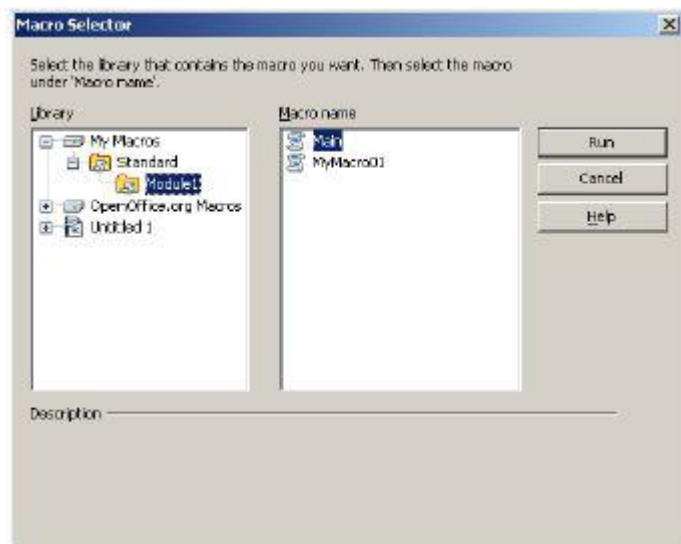 Macro Selector
Select the library that contains the macro you want. Then select the macro
under 'Macro name'.
Library
Macro name
My Macros
Standard
Module1
OpenOffice.org Macros
Untitled 1
Main
MyMacro01
Run
Cancel
Help
Description